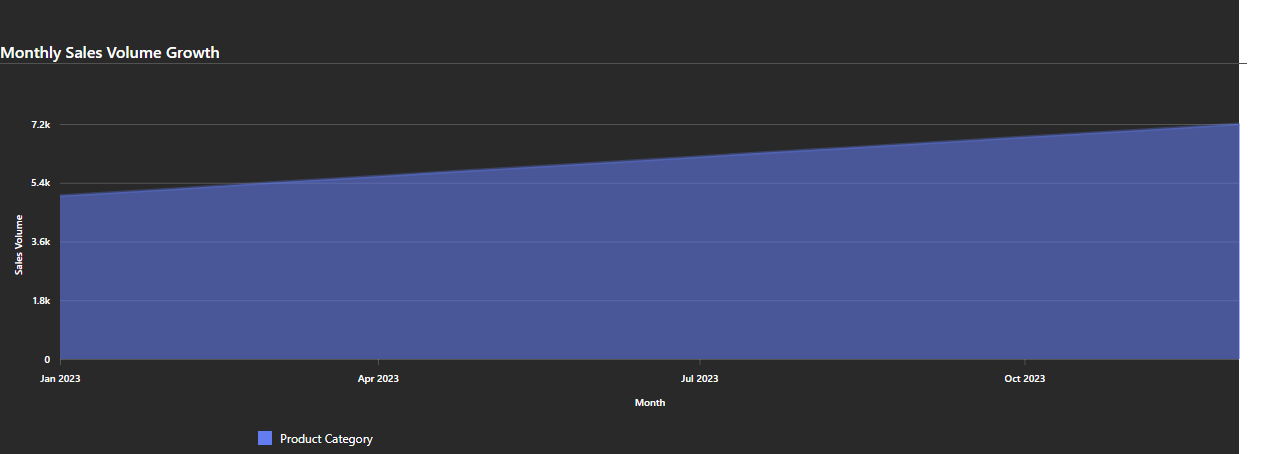 Monthly Sales Volume Growth
7.2k
5.4k
3.6k
1.8k
0
Sales Volume
Jan 2023 Apr 2023 Jul 2023 Oct 2023
Month
Product Category